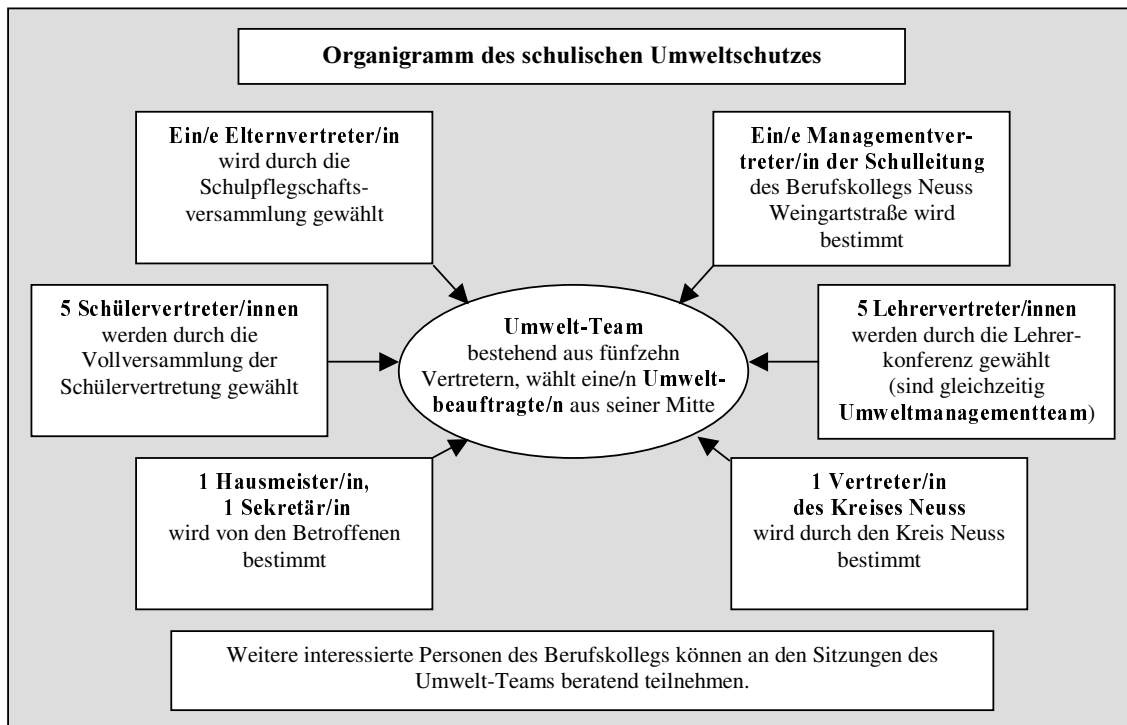 Organigramm des schulischen Umweltschutzes
Ein/e Elternvertreter/in
wird durch die
Schulpflegschafts-
versammlung gewählt
Ein/e Managementver-
treter/in der Schulleitung
des Berufskollegs Neuss
Weingartstraße wird
bestimmt
5 Schülervertreter/innen
werden durch die
Vollversammlung der
Schülervertretung gewählt
Umwelt-Team
bestehend aus fünfzehn
Vertretern, wählt eine/n Umwelt-
beauftragte/n aus seiner Mitte
5 Lehrervertreter/innen
werden durch die Lehrer-
konferenz gewählt
(sind gleichzeitig
Umweltmanagementteam)
1 Hausmeister/in,
1 Sekretär/in
wird von den Betroffenen
bestimmt
1 Vertreter/in
des Kreises Neuss
wird durch den Kreis Neuss
bestimmt
Weitere interessierte Personen des Berufskollegs können an den Sitzungen des
Umwelt-Teams beratend teilnehmen.